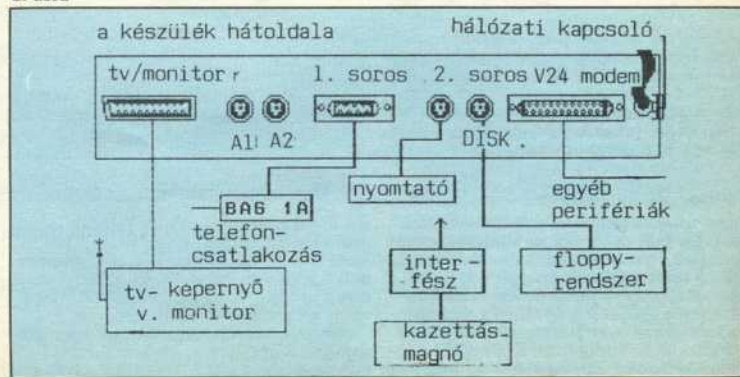 a készülék hátoldala
hálózati kapcsoló
tv/monitor r
1. soros
2. soros
V24 modem
A1
A2
DISK .
nyomtató
egyéb
perifériák
BAG 1A
telefon-
csatlakozás
inter-
fész
floppy-
rendszer
tv- kepernyő
v. monitor
kazettás-
magnó